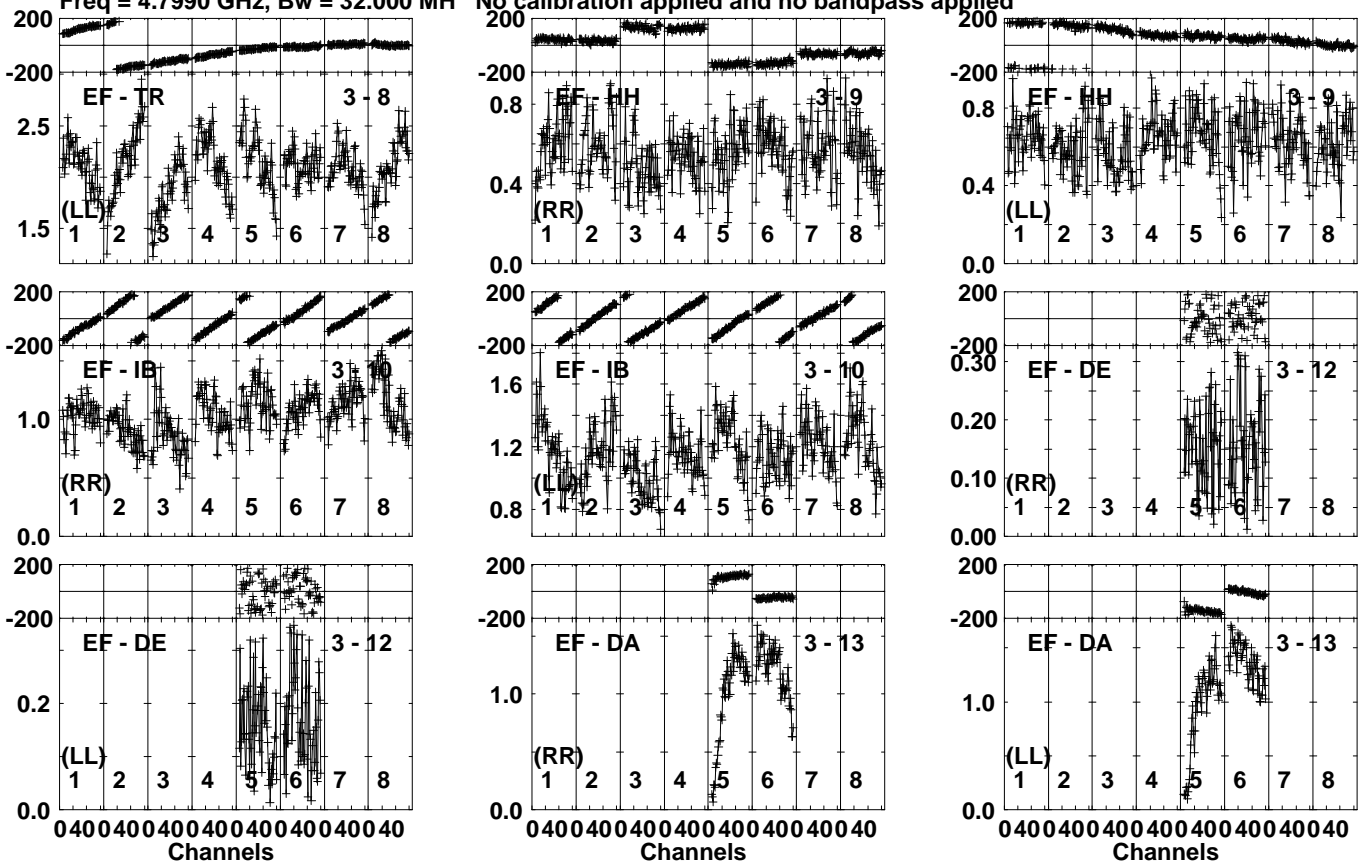 Freq = 4.7990 GHz, Bw = 32.000 MH No calibration applied and no bandpass applied
200 200 200
-200 -200 -200
EF - TR 3 - 8 EF - HH 3 - 9 EF - HH 3 - 9
2.5 0.8 0.8
0.4 0.4
(LL) (RR) (LL)
1.5
1 2 3 4 5 6 7 8 1 2 3 4 5 6 7 8 1 2 3 4 5 6 7 8
0.0 0.0
200 200 200
-200 -200 -200
EF - IB 3 - 10 EF - IB 3 - 10 EF - DE 3 - 12
0.30
1.6
1.0 1.2 0.20
0.10
(RR) (LL) (RR)
1 2 3 4 5 6 7 8 1 2 3 4 5 6 7 8 1 2 3 4 5 6 7 8
0.8
0.0 0.00
200 200 200
-200 -200 -200
EF - DE 3 - 12 EF - DA 3 - 13 EF - DA 3 - 13
0.2 1.0 1.0
(LL) (RR) (LL)
1 2 3 4 5 6 7 8 1 2 3 4 5 6 7 8 1 2 3 4 5 6 7 8
0.0 0.0 0.0
0 40 0 40 0 40 0 40 0 40 0 40 0 40 0 40 0 40 0 40 0 40 0 40 0 40 0 40 0 40 0 40 0 40 0 40 0 40 0 40 0 40 0 40 0 40 0 40
Channels Channels Channels